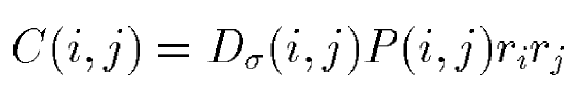 C(i, j) = D_σ(i, j)P(i, j)r_i r_j